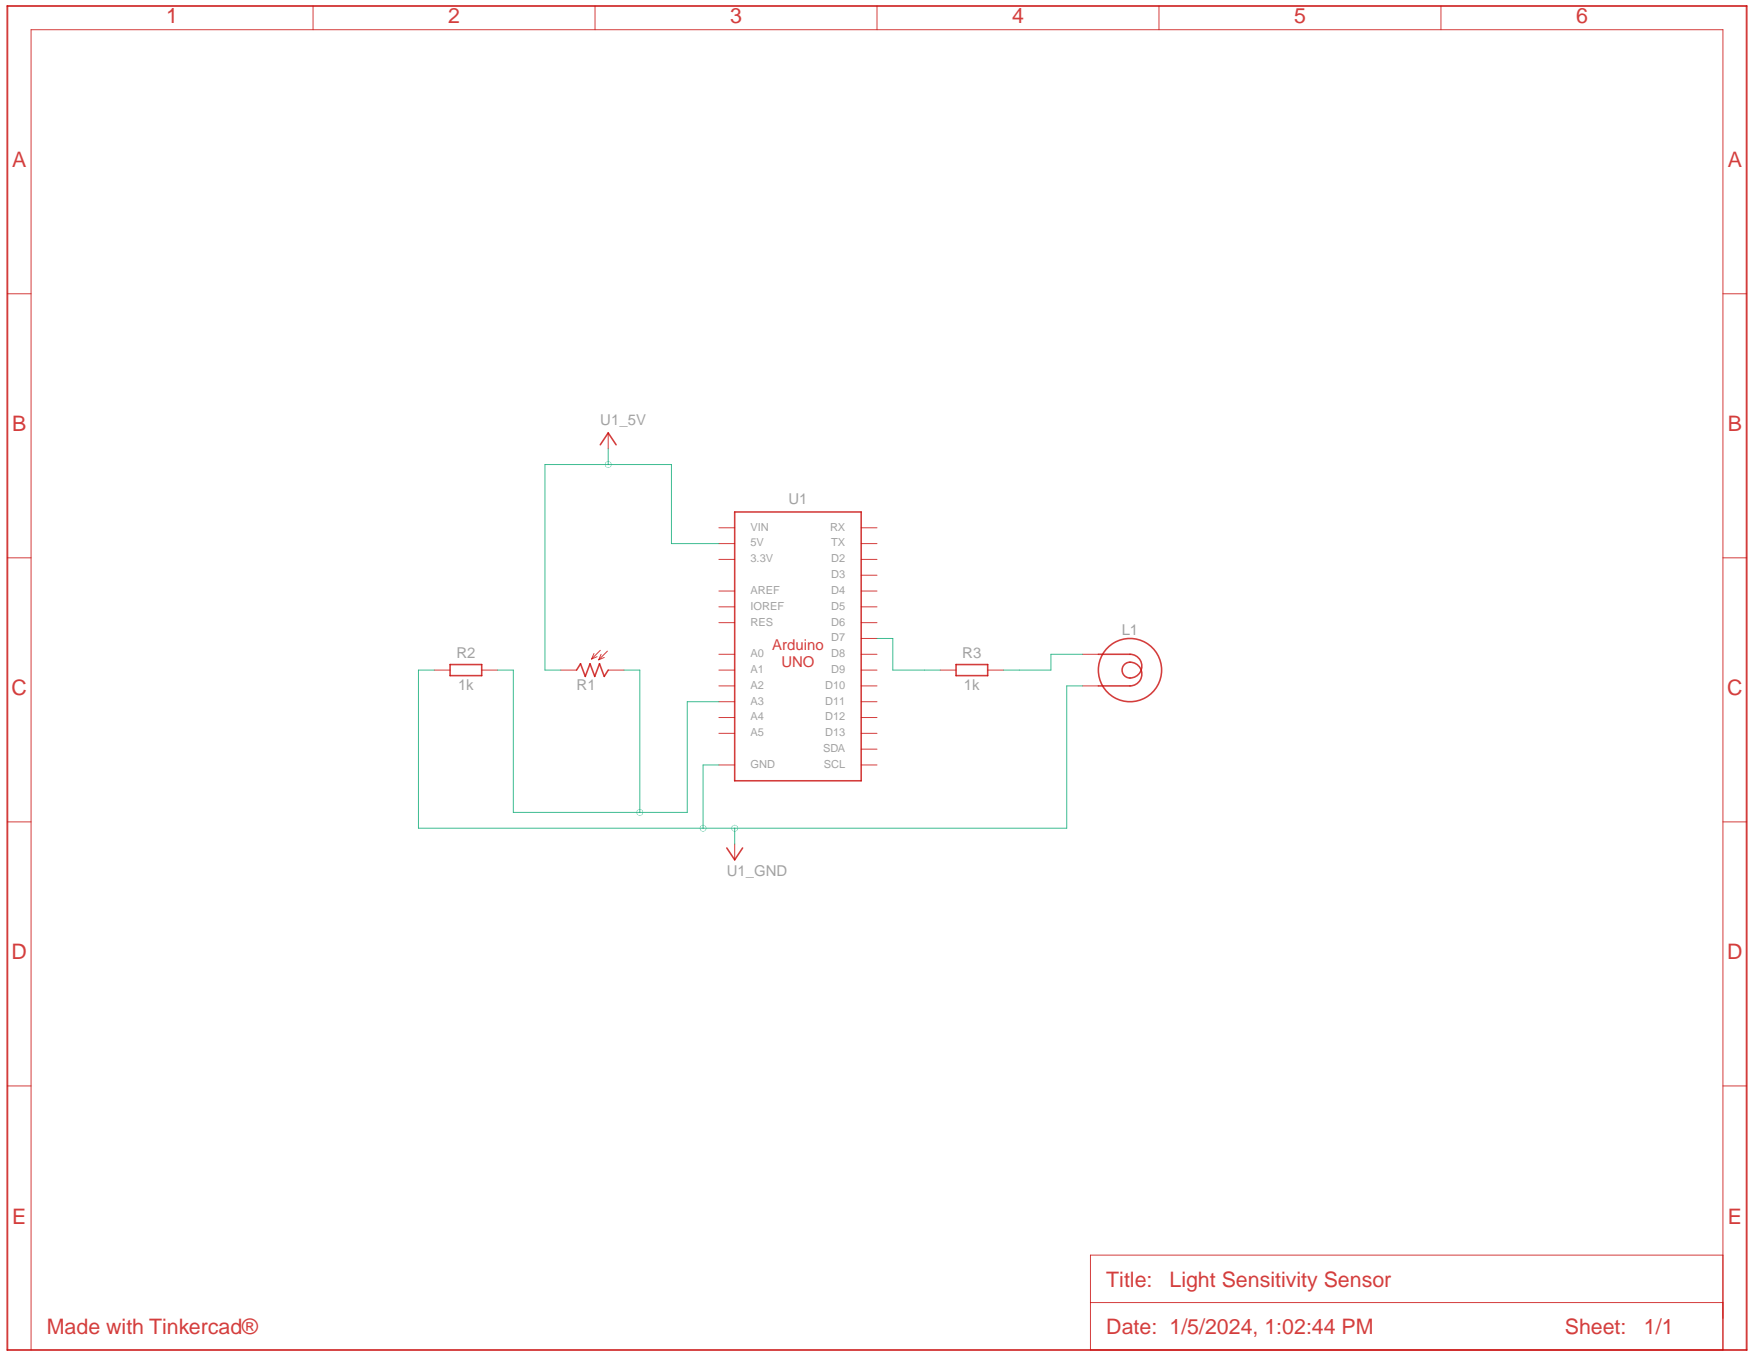 1 2 3 4 5 6
A A
B B
C C
D D
E E
U1_5V
U1
VIN RX
5V TX
3.3V D2
D3
AREF D4
IOREF D5
RES D6
D7
Arduino
UNO
A0 D8
A1 D9
A2 D10
A3 D11
A4 D12
A5 D13
SDA
GND SCL
R2
1k
R1
R3
1k
L1
U1_GND
Title: Light Sensitivity Sensor
Date: 1/5/2024, 1:02:44 PM Sheet: 1/1
Made with Tinkercad®